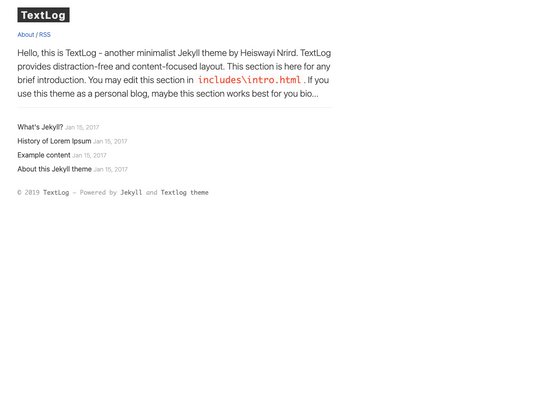 TextLog
About / RSS
Hello, this is TextLog - another minimalist Jekyll theme by Heiswayi Nrird. TextLog
provides distraction-free and content-focused layout. This section is here for any
brief introduction. You may edit this section in includes\intro.html . If you
use this theme as a personal blog, maybe this section works best for you bio...
What's Jekyll? Jan 15, 2017
History of Lorem Ipsum Jan 15, 2017
Example content Jan 15, 2017
About this Jekyll theme Jan 15, 2017
© 2019 TextLog — Powered by Jekyll and Textlog theme